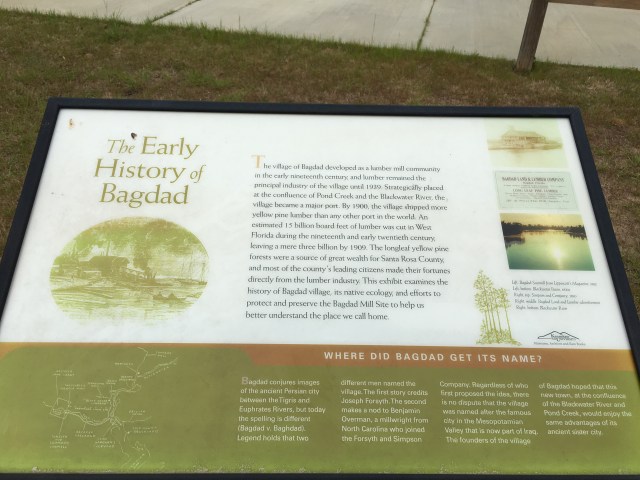 The Early
History of
Bagdad
The village of Bagdad developed as a lumber mill community
in the early nineteenth century, and lumber remained the
principal industry of the village until 1939. Strategically placed
at the confluence of Pond Creek and the Blackwater River, the
village became a major port. By 1900, the village shipped more
yellow pine lumber than any other port in the world. An
estimated 15 billion board feet of lumber was cut in West
Florida during the nineteenth and early twentieth century,
leaving a mere three billion by 1909. The longleaf yellow pine
forests were a source of great wealth for Santa Rosa County,
and most of the county's leading citizens made their fortunes
directly from the lumber industry. This exhibit examines the
history of Bagdad village, its native ecology, and efforts to
protect and preserve the Bagdad Mill Site to help us
better understand the place we call home.
WHERE DID BAGDAD GET ITS NAME?
Bagdad conjures images
of the ancient Persian city
between the Tigris and
Euphrates Rivers, but today
the spelling is different
(Bagdad v. Baghdad).
Legend holds that two
different men named the
village. The first story credits
Joseph Forsyth. The second
makes a nod to Benjamin
Overman, a millwright from
North Carolina who joined
the Forsyth and Simpson
Company. Regardless of who
first proposed the idea, there
is no dispute that the village
was named after the famous
city in the Mesopotamian
Valley that is now part of Iraq.
The founders of the village
of Bagdad hoped that this
new town, at the confluence
of the Blackwater River and
Pond Creek, would enjoy the
same advantages of its
ancient sister city.